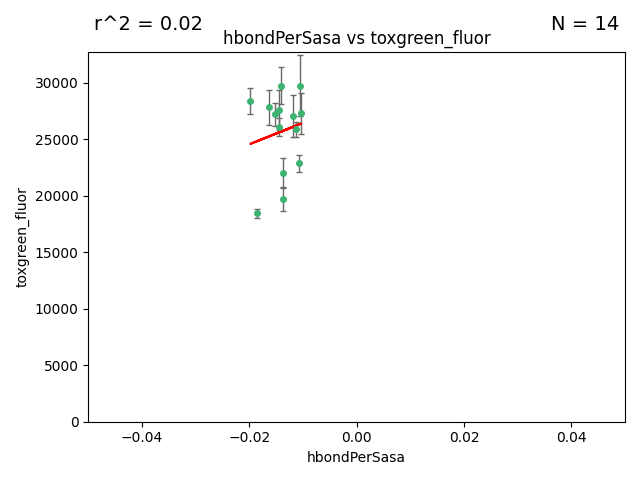 r^2 = 0.02
N = 14
hbondPerSasa vs toxgreen_fluor
30000
25000
20000
15000
10000
5000
0
toxgreen_fluor
−0.04
−0.02
0.00
0.02
0.04
hbondPerSasa